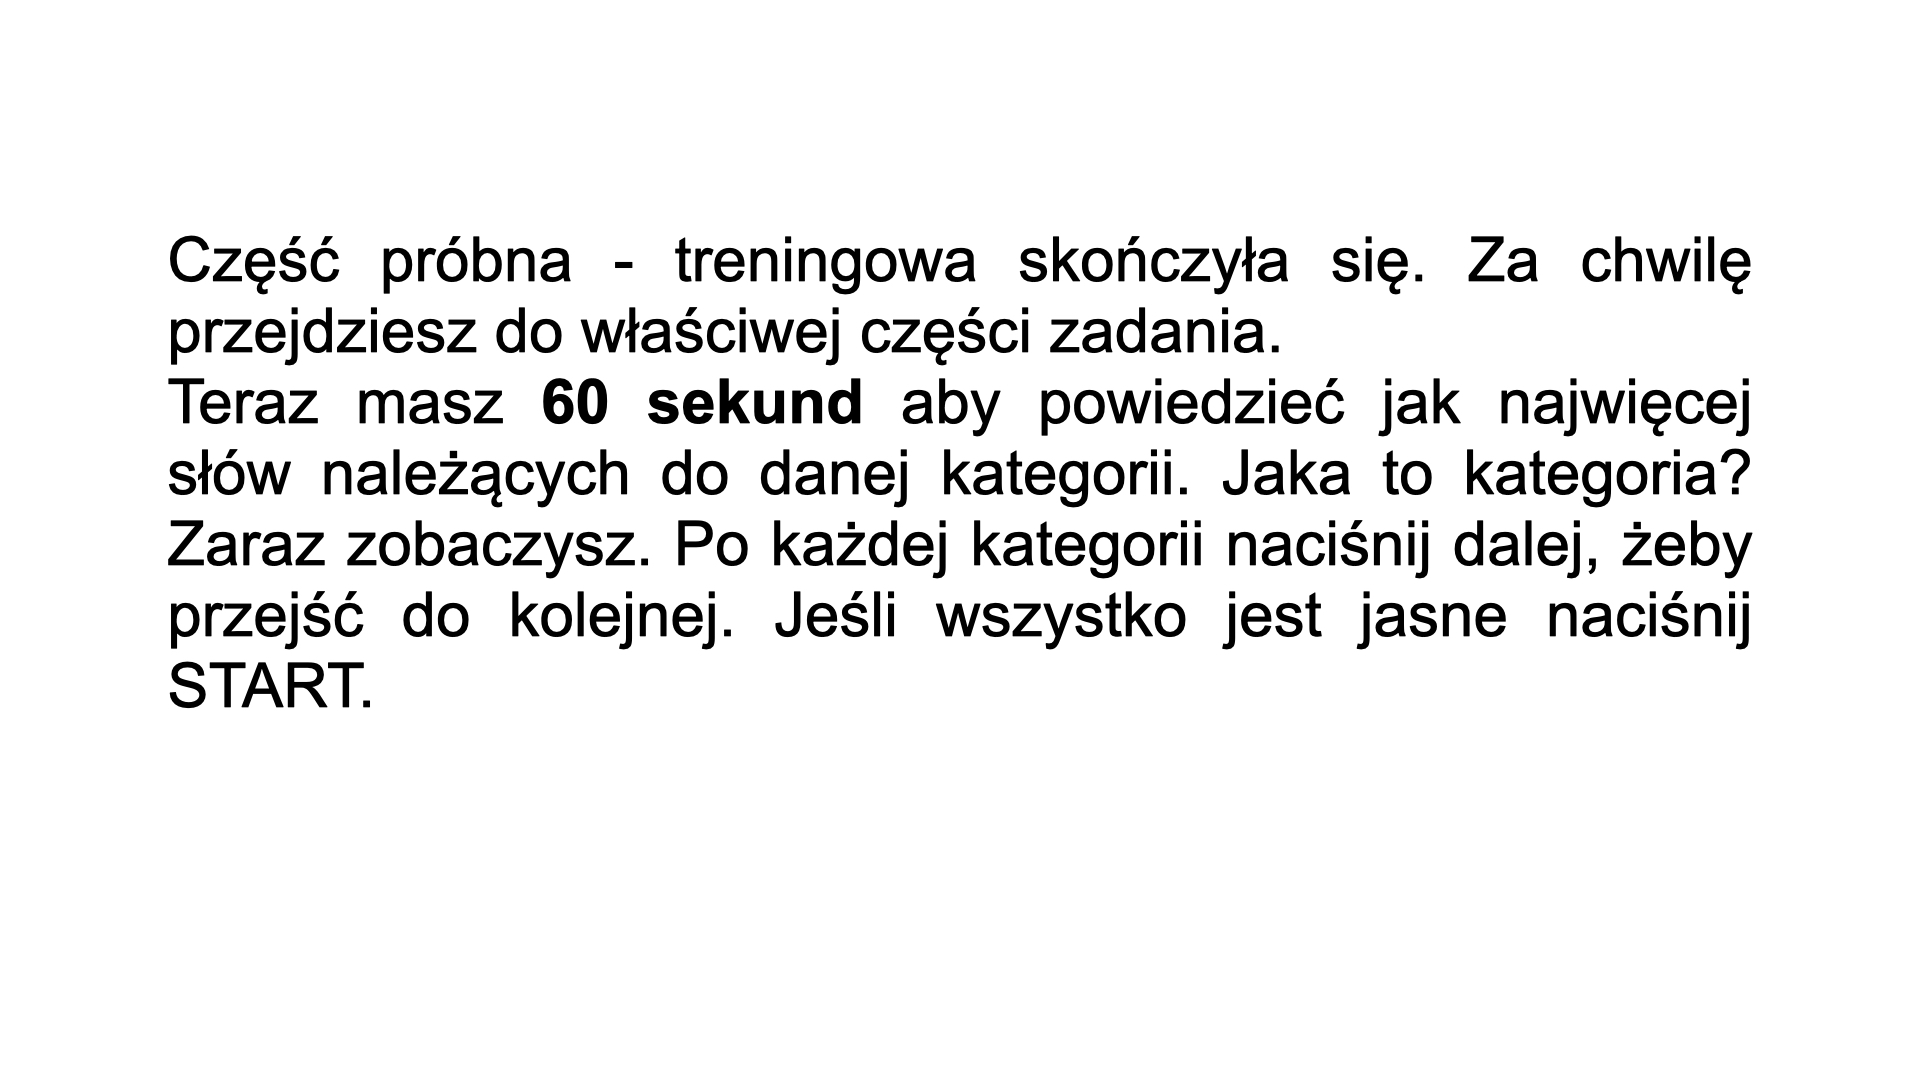 Część próbna - treningowa skończyła się. Za chwilę
przejdziesz do właściwej części zadania.
Teraz masz 60 sekund aby powiedzieć jak najwięcej
słów należących do danej kategorii. Jaka to kategoria?
Zaraz zobaczysz. Po każdej kategorii naciśnij dalej, żeby
przejść do kolejnej. Jeśli wszystko jest jasne naciśnij
START.